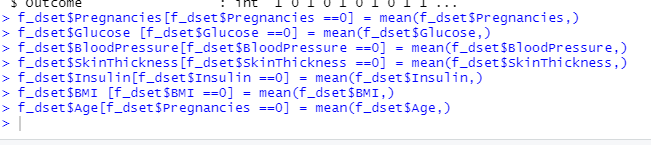 $ Outcome : int 1 0 1 0 1 0 1 0 1 1 ...
> f_dset$Pregnancies[f_dset$Pregnancies ==0] = mean(f_dset$Pregnancies,)
> f_dset$Glucose [f_dset$Glucose ==0] = mean(f_dset$Glucose,)
> f_dset$BloodPressure[f_dset$BloodPressure ==0] = mean(f_dset$BloodPressure,)
> f_dset$SkinThickness[f_dset$SkinThickness ==0] = mean(f_dset$SkinThickness,)
> f_dset$Insulin[f_dset$Insulin ==0] = mean(f_dset$Insulin,)
> f_dset$BMI [f_dset$BMI ==0] = mean(f_dset$BMI,)
> f_dset$Age[f_dset$Pregnancies ==0] = mean(f_dset$Age,)
>